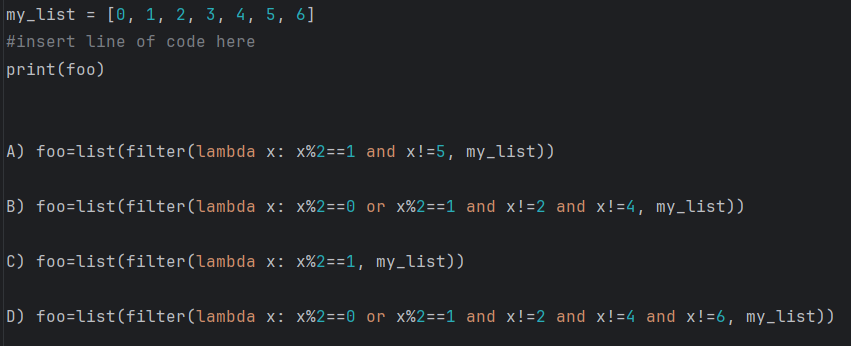 my_list = [0, 1, 2, 3, 4, 5, 6]
#insert line of code here
print(foo)
A) foo=list(filter(lambda x: x%2==1 and x!=5, my_list))
B) foo=list(filter(lambda x: x%2==0 or x%2==1 and x!=2 and x!=4, my_list))
C) foo=list(filter(lambda x: x%2==1, my_list))
D) foo=list(filter(lambda x: x%2==0 or x%2==1 and x!=2 and x!=4 and x!=6, my_list))